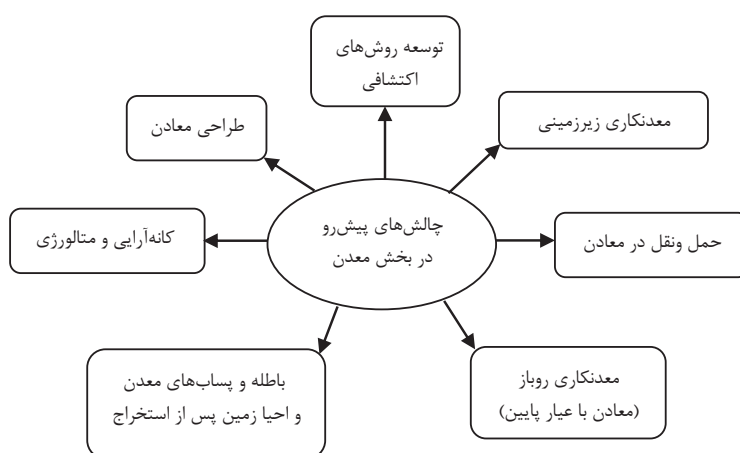 توسعه روش‌های
اکتشافی
معدنکاری زیرزمینی
طراحی معادن
چالش‌های پیش‌رو
در بخش معدن
حمل ونقل در معادن
کانه‌آرایی و متالورژی
معدنکاری روباز
(معادن با عیار پایین)
باطله و پساب‌های معدن
و احیا زمین پس از استخراج